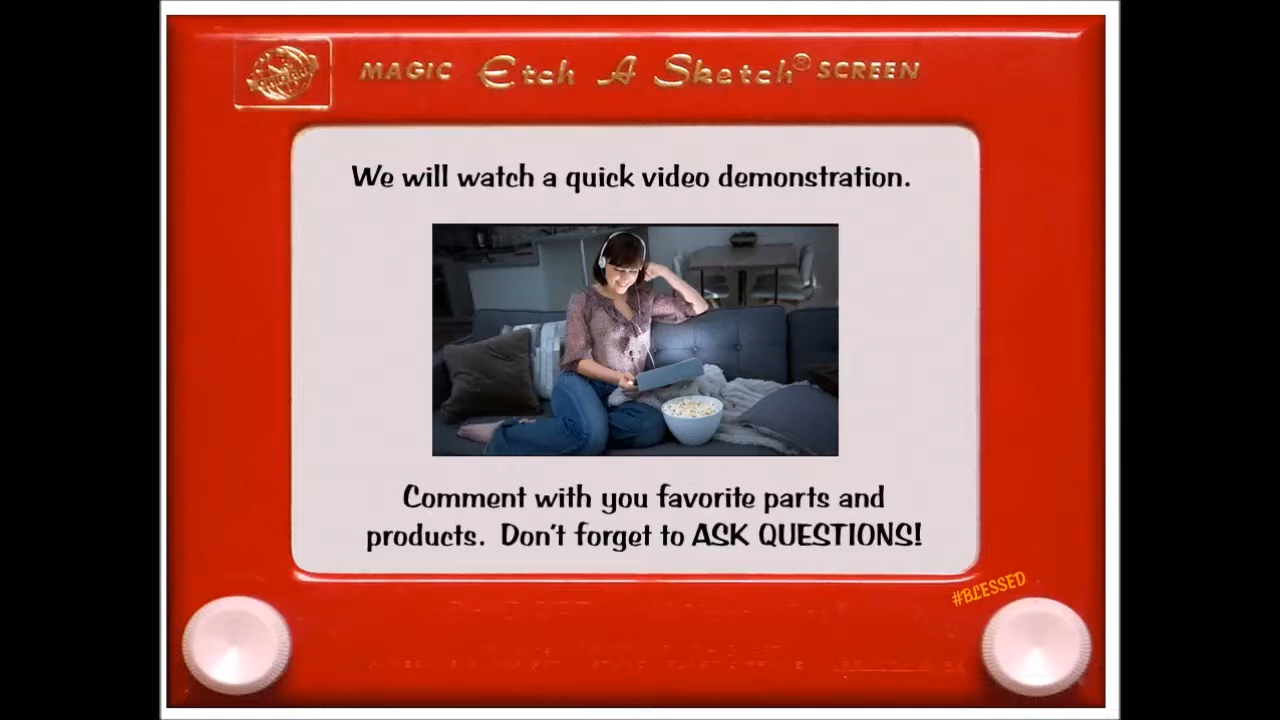 MAGIC Etch A Sketch® SCREEN
We will watch a quick video demonstration.
Comment with you favorite parts and
products. Don't forget to ASK QUESTIONS!
#BLESSED